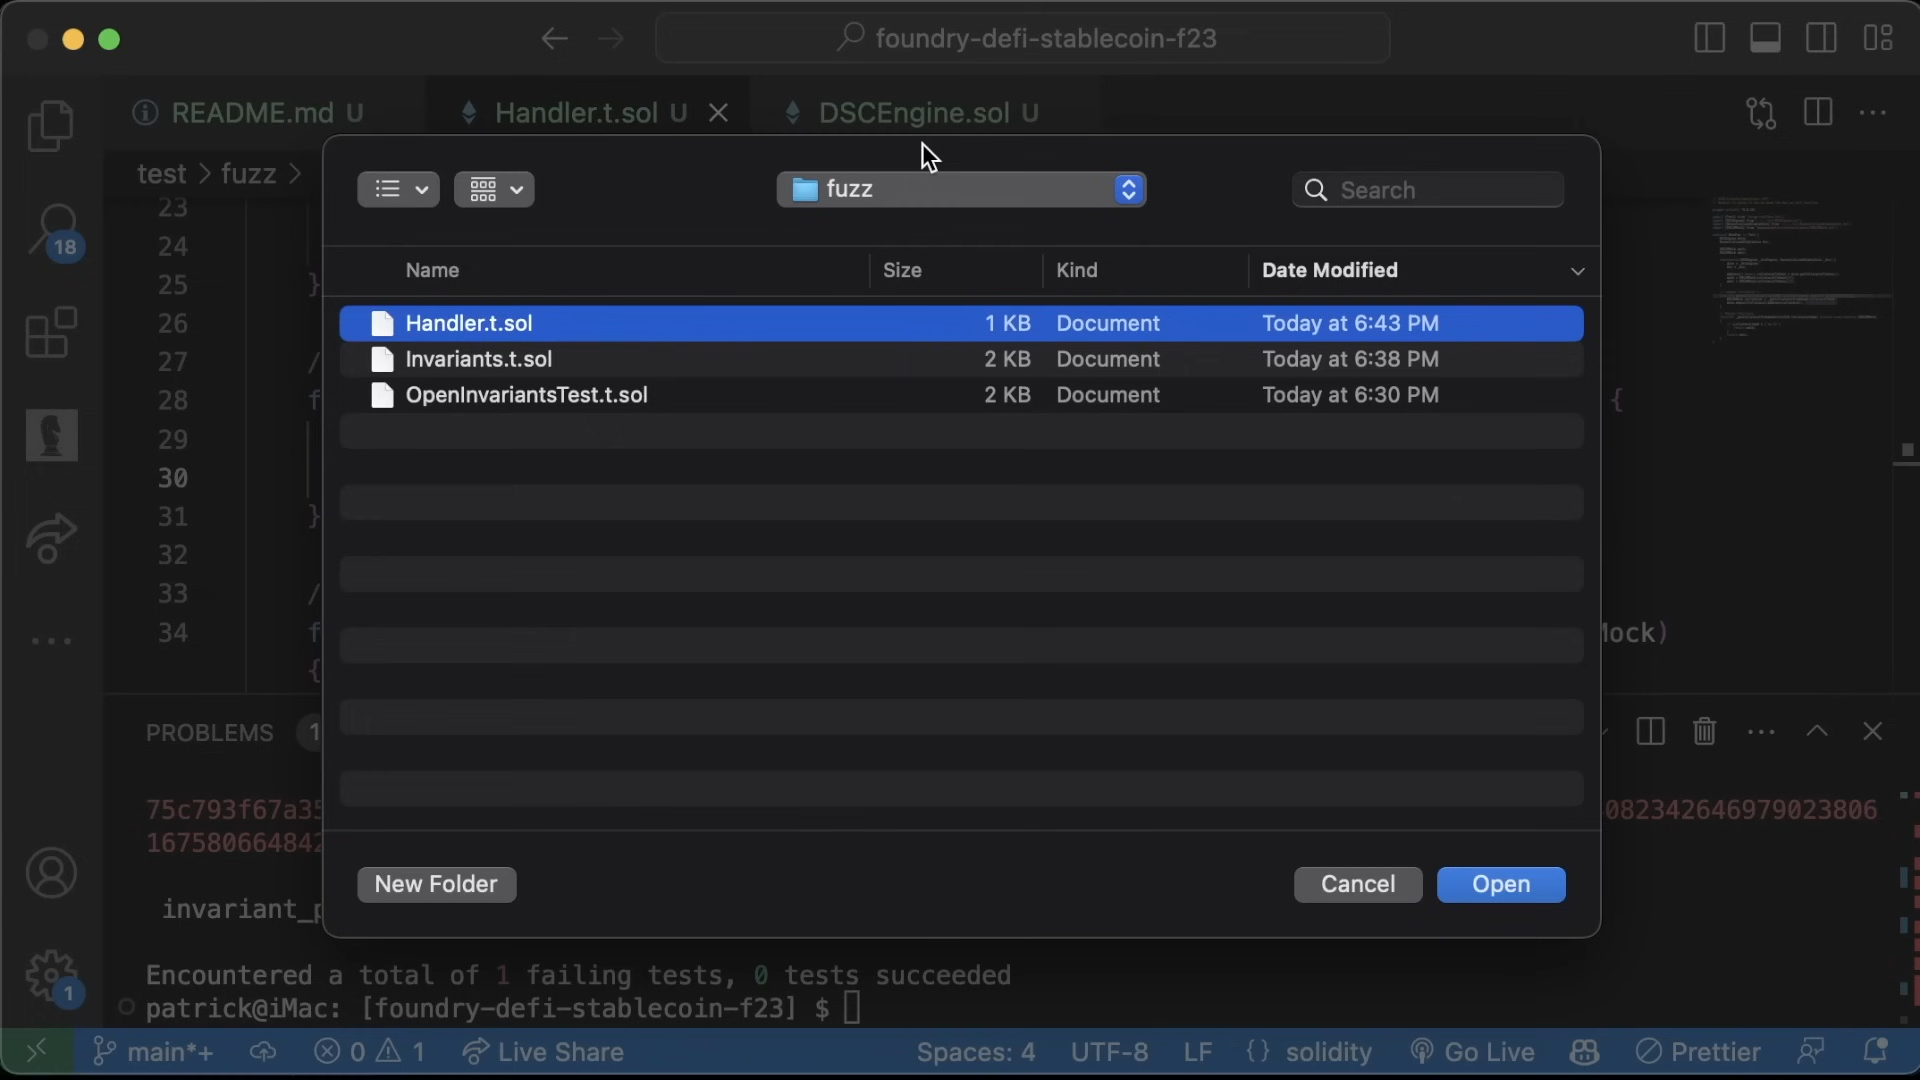 foundry-defi-stablecoin-f23
README.md U
Handler.t.sol U
DSCEngine.sol U
test > fuzz >
fuzz
Search
Name
Size
Kind
Date Modified
Handler.t.sol 1 KB Document Today at 6:43 PM
Invariants.t.sol 2 KB Document Today at 6:38 PM
OpenInvariantsTest.t.sol 2 KB Document Today at 6:30 PM
23
24
25 }
26
27 /
28 f {
29
30
31 }
32
33 /
34 f Mock)
{
18
PROBLEMS 1
75c793f67a35 082342646979023806
167580664842
invariant_p
New Folder
Cancel
Open
Encountered a total of 1 failing tests, 0 tests succeeded
patrick@iMac: [foundry-defi-stablecoin-f23] $
1
main*+
0
1
Live Share
Spaces: 4
UTF-8
LF
{} solidity
Go Live
Prettier